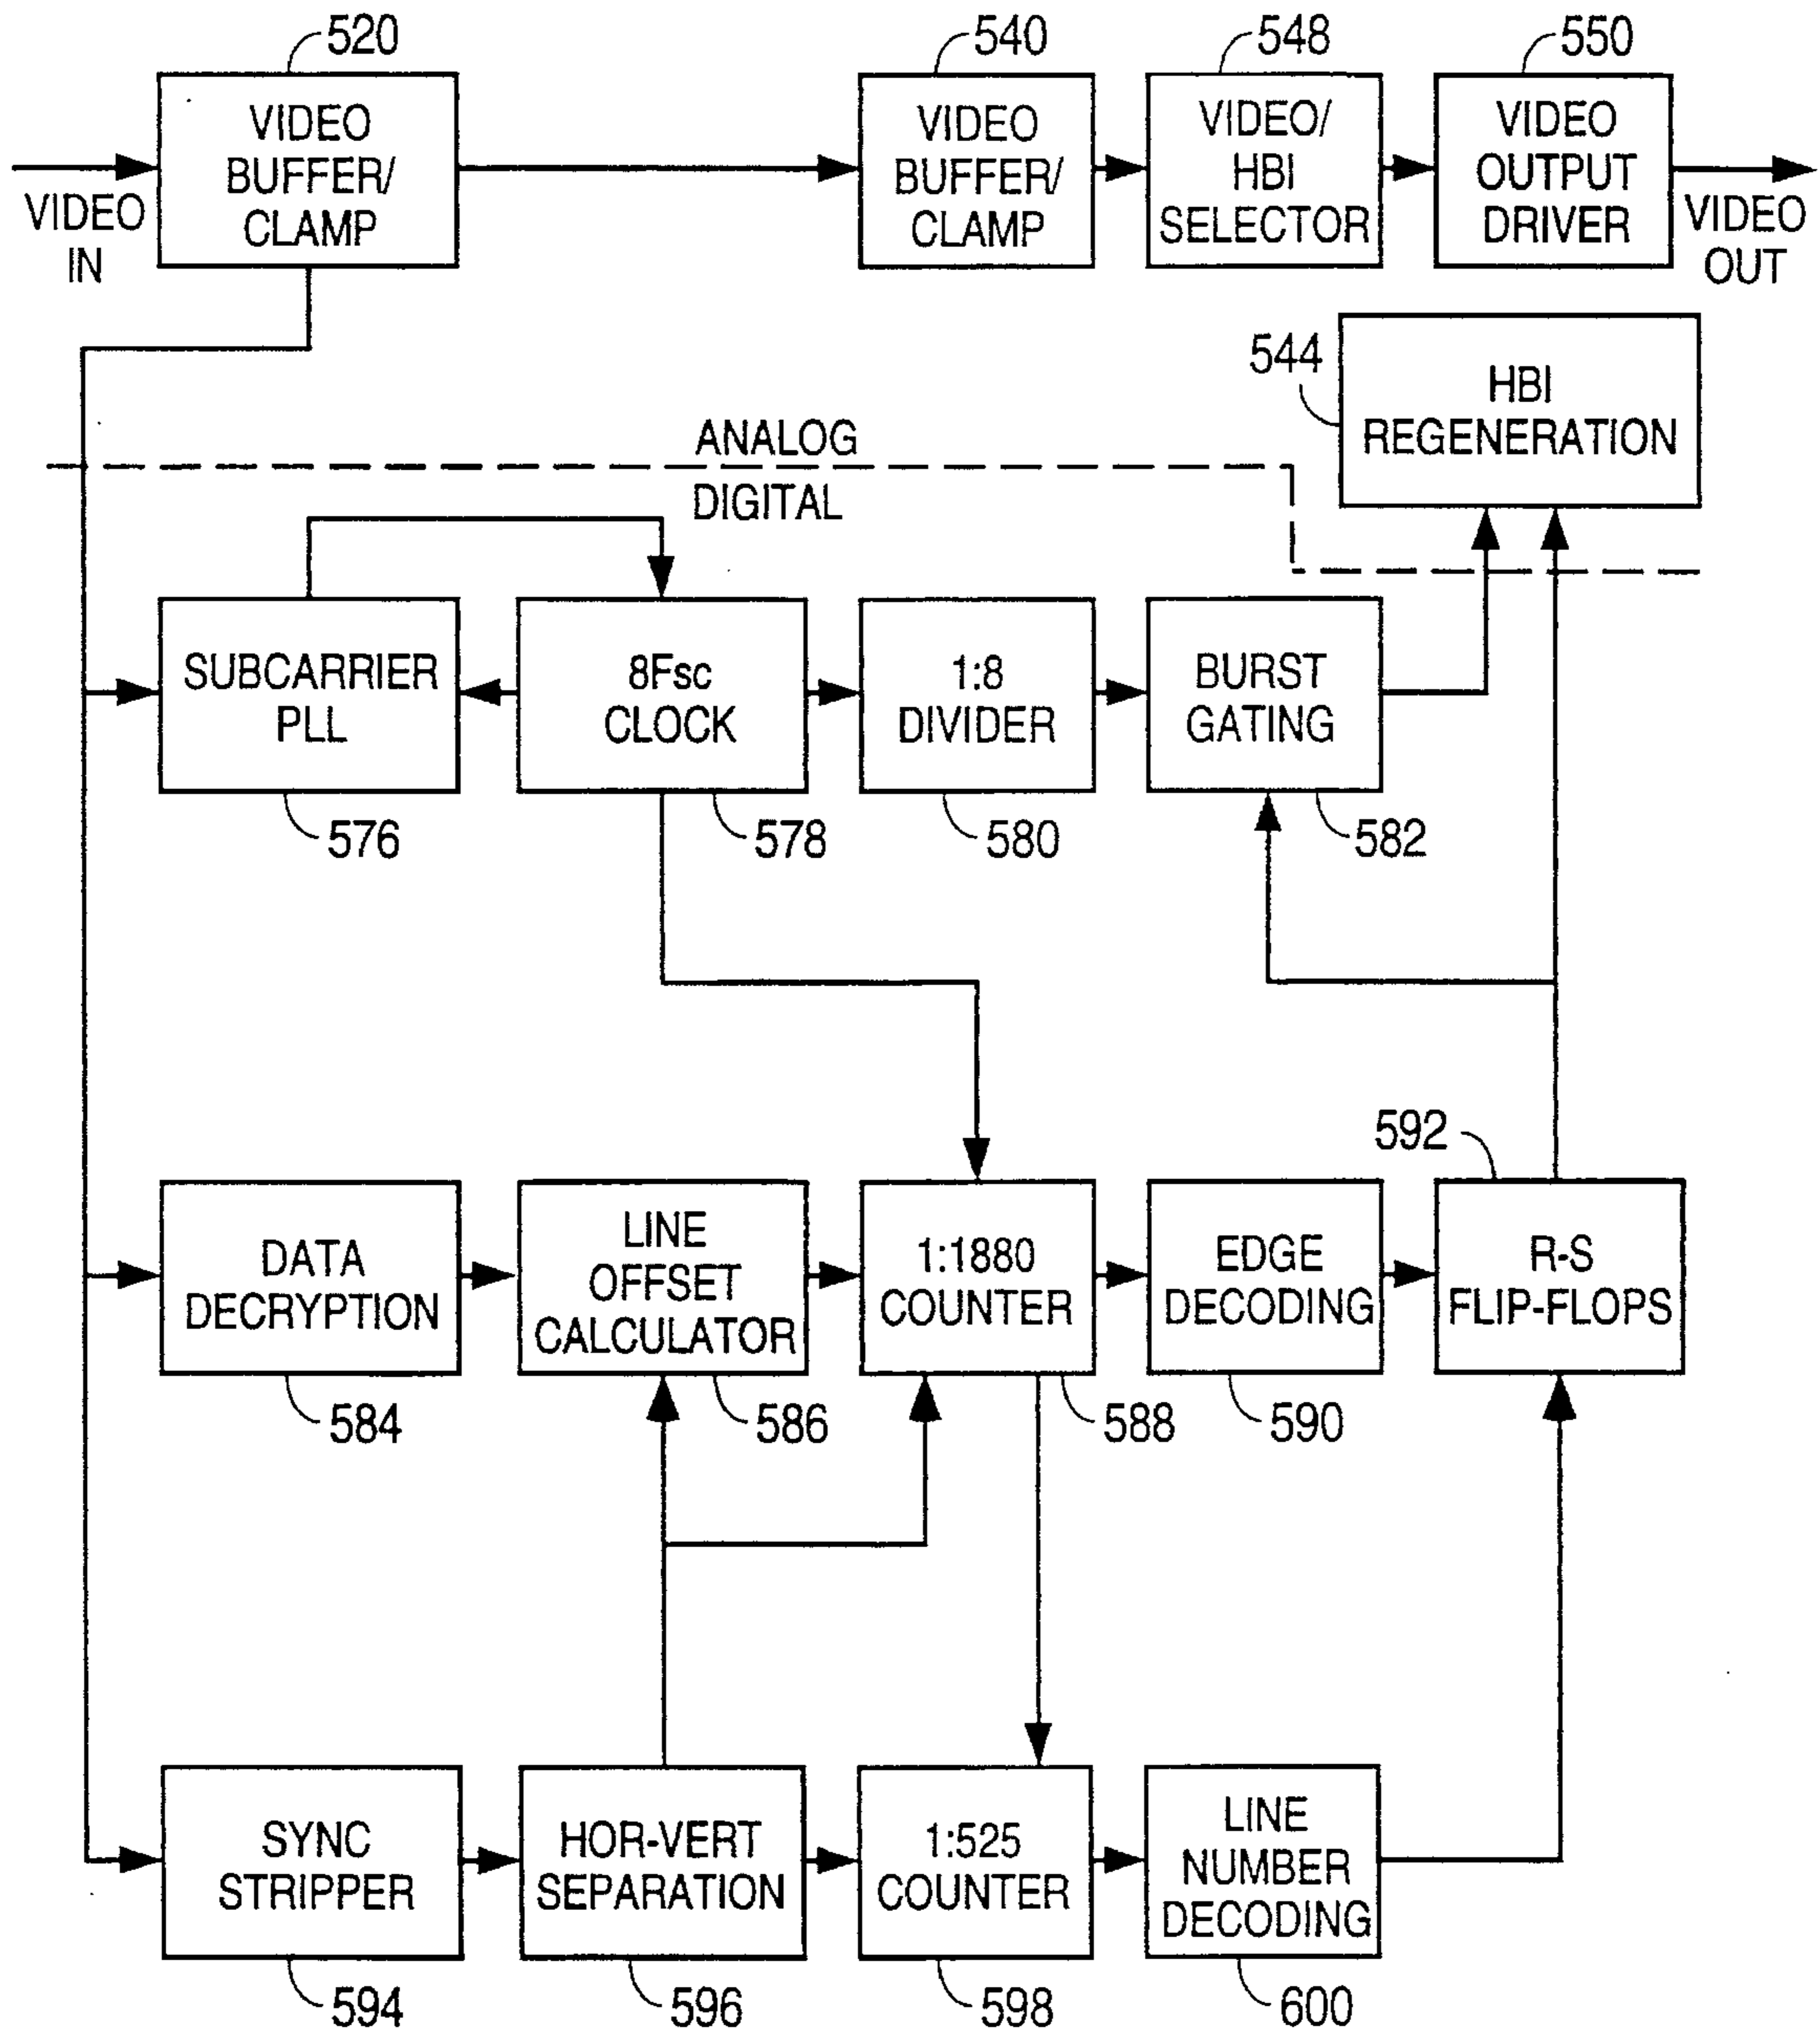 520
540
548
550
VIDEO
BUFFER/
CLAMP
VIDEO
BUFFER/
CLAMP
VIDEO/
HBI
SELECTOR
VIDEO
OUTPUT
DRIVER
VIDEO
IN
VIDEO
OUT
544
HBI
REGENERATION
ANALOG
DIGITAL
SUBCARRIER
PLL
8Fsc
CLOCK
1:8
DIVIDER
BURST
GATING
576
578
580
582
592
DATA
DECRYPTION
LINE
OFFSET
CALCULATOR
1:1880
COUNTER
EDGE
DECODING
R-S
FLIP-FLOPS
584
586
588
590
SYNC
STRIPPER
HOR-VERT
SEPARATION
1:525
COUNTER
LINE
NUMBER
DECODING
594
596
598
600